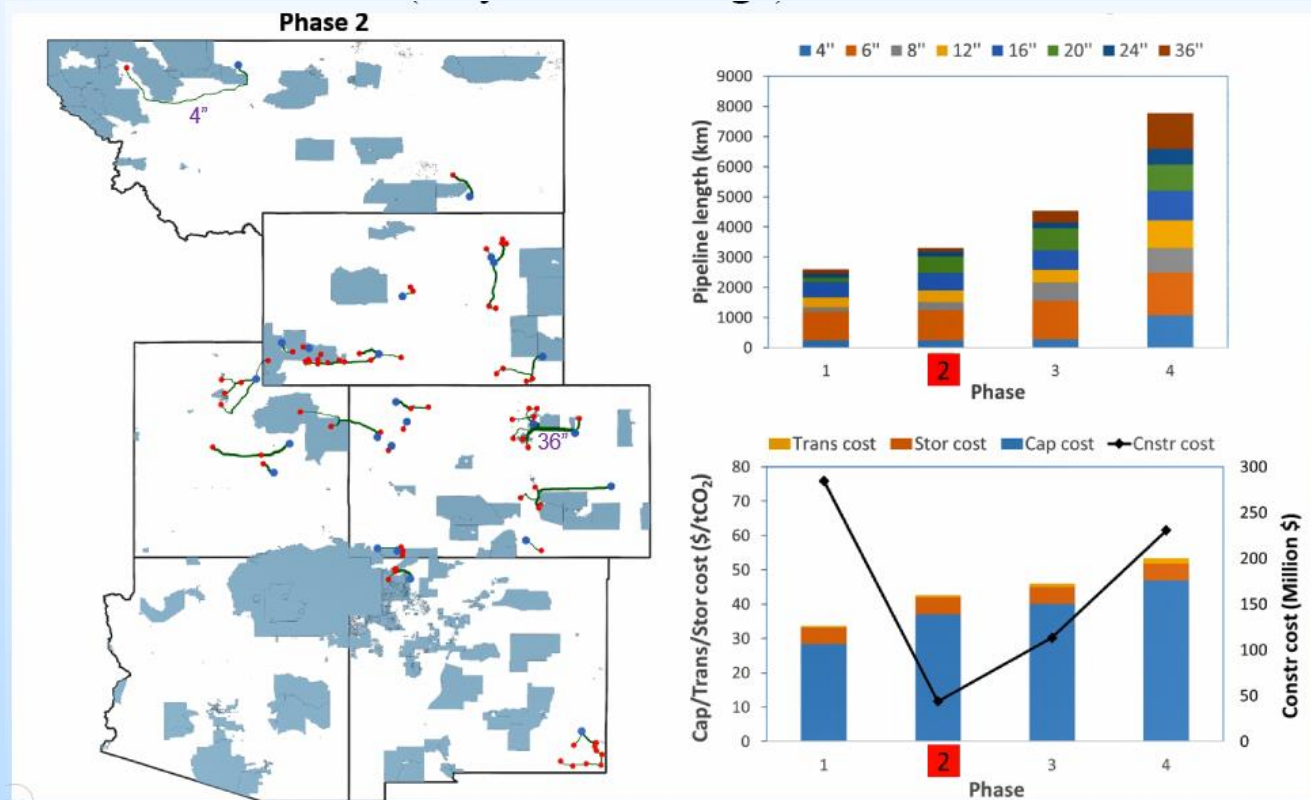 Phase 2
4"
36"
4" 6" 8" 12" 16" 20" 24" 36"
Pipeline length (km)
9000
8000
7000
6000
5000
4000
3000
2000
1000
0
1 2 3 4
Phase
Trans cost Stor cost Cap cost Cnstr cost
Cap/Trans/Stor cost ($/tCO₂)
80
70
60
50
40
30
20
10
0
300
250
200
150
100
50
0
Constr cost (Million $)
1 2 3 4
Phase